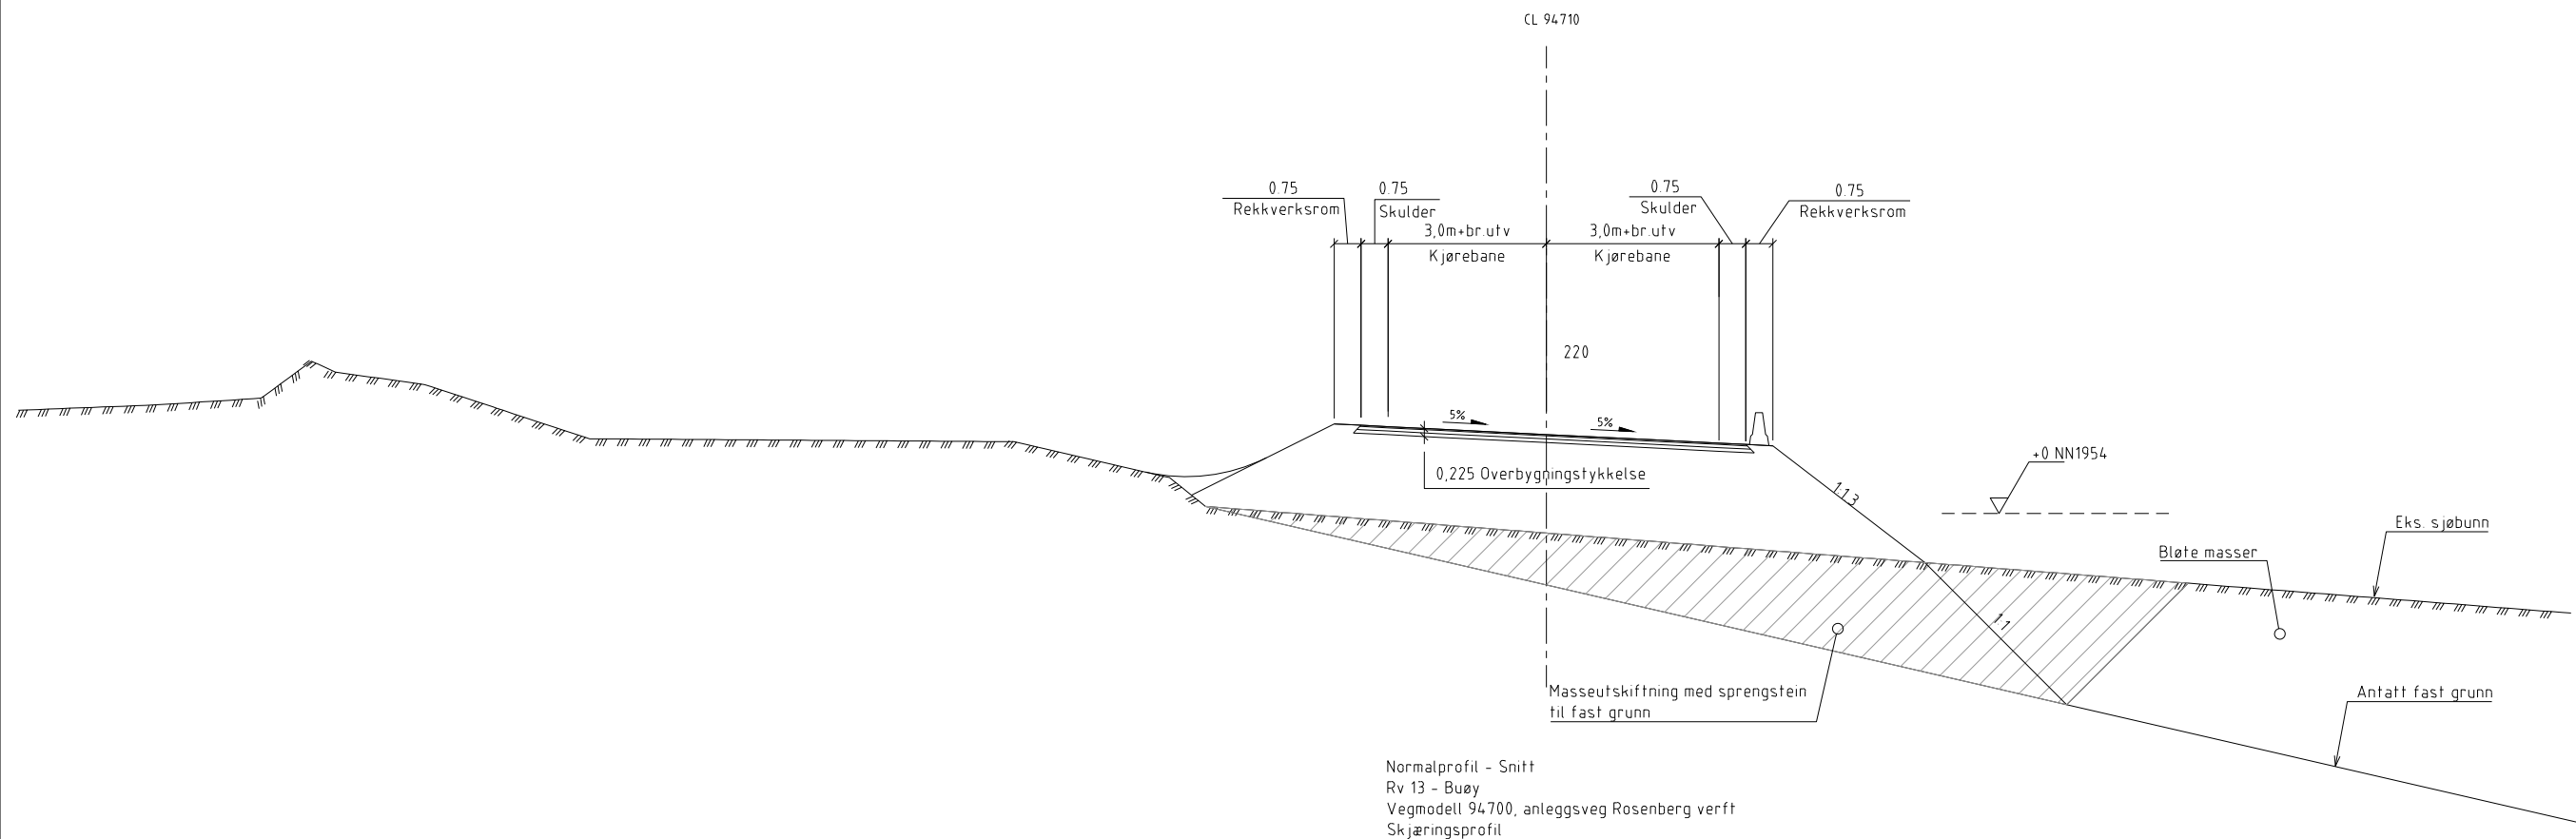 CL 94710
0.75
Rekkverksrom
0.75
Skulder
0.75
Skulder
0.75
Rekkverksrom
3,0m+br.utv
Kjørebane
3,0m+br.utv
Kjørebane
220
5%
5%
0,225 Overbygningstykkelse
1:1.3
+0 NN1954
Eks. sjøbunn
Bløte masser
1:1
Masseutskiftning med sprengstein
til fast grunn
Antatt fast grunn
Normalprofil - Snitt
Rv 13 - Buøy
Vegmodell 94700, anleggsveg Rosenberg verft
Skjæringsprofil